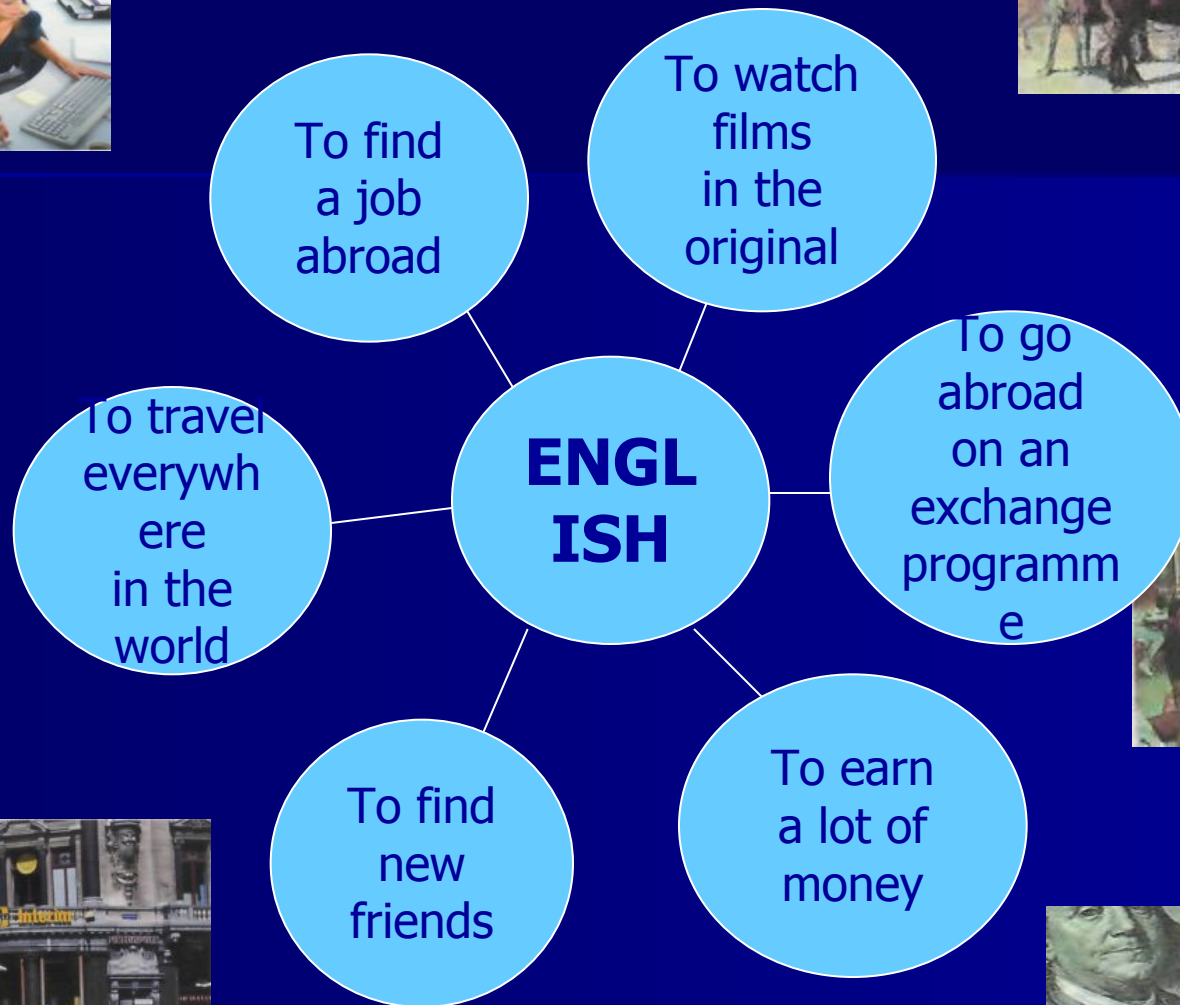 To find
a job
abroad
To watch
films
in the
original
To go
abroad
on an
exchange
programm
e
To travel
everywh
ere
in the
world
ENGL
ISH
To find
new
friends
To earn
a lot of
money